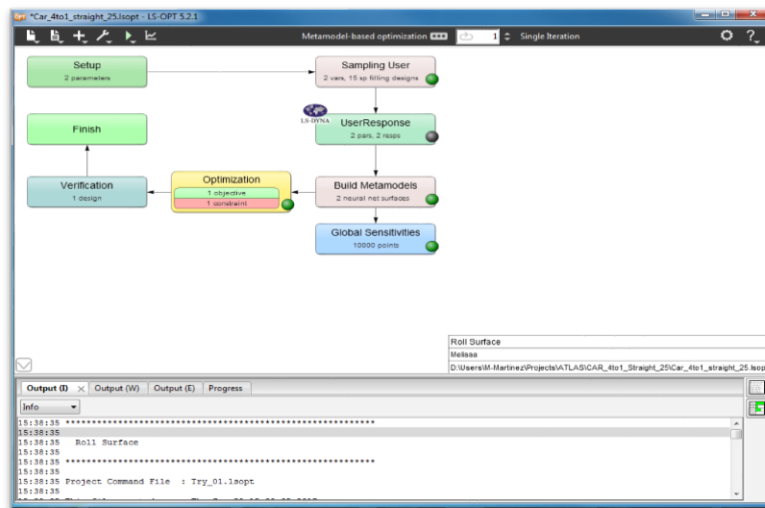 *Car_4to1_straight_25.lsopt - LS-OPT 5.2.1
Metamodel-based optimization
1
Single Iteration
Setup
2 parameters
Sampling User
2 vars, 15 sp filling designs
Finish
LS-DYNA
UserResponse
2 pars, 2 resps
Verification
1 design
Optimization
1 objective
1 constraint
Build Metamodels
2 neural net surfaces
Global Sensitivities
10000 points
Roll Surface
Melissa
D:\Users\M-Martinez\Projects\ATLAS\CAR_4to1_Straight_25\Car_4to1_straight_25.lsopt
Output (I)
Output (W)
Output (E)
Progress
Info
15:38:35 ************************************************************
15:38:35
15:38:35 Roll Surface
15:38:35
15:38:35 ************************************************************
15:38:35
15:38:35 Project Command File : Try_01.lsopt
15:38:35